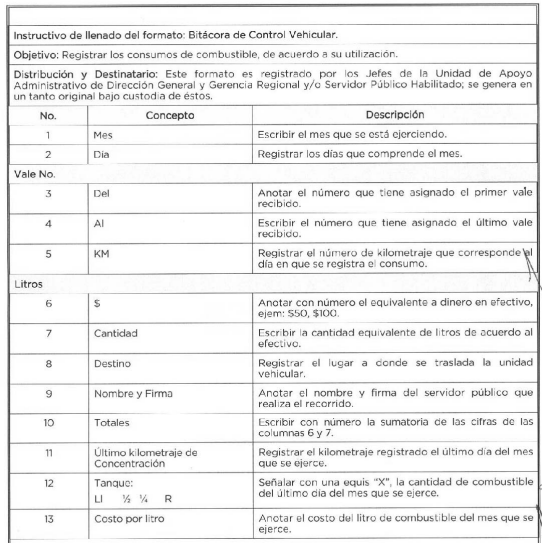 Instructivo de llenado del formato: Bitácora de Control Vehicular.
Objetivo: Registrar los consumos de combustible, de acuerdo a su utilización.
Distribución y Destinatario: Este formato es registrado por los Jefes de la Unidad de Apoyo
Administrativo de Dirección General y Gerencia Regional y/o Servidor Público Habilitado; se genera en
un tanto original bajo custodia de éstos.
No. Concepto Descripción
1 Mes Escribir el mes que se está ejerciendo.
2 Día Registrar los días que comprende el mes.
Vale No.
3 Del Anotar el número que tiene asignado el primer vale
recibido.
4 Al Escribir el número que tiene asignado el último vale
recibido.
5 KM Registrar el número de kilometraje que corresponde al
día en que se registra el consumo.
Litros
6 $ Anotar con número el equivalente a dinero en efectivo,
ejem: $50, $100.
7 Cantidad Escribir la cantidad equivalente de litros de acuerdo al
efectivo.
8 Destino Registrar el lugar a donde se traslada la unidad
vehicular.
9 Nombre y Firma Anotar el nombre y firma del servidor público que
realiza el recorrido.
10 Totales Escribir con número la sumatoria de las cifras de las
columnas 6 y 7.
11 Último kilometraje de Registrar el kilometraje registrado el último día del mes
Concentración que se ejerce.
12 Tanque: Señalar con una equis "X", la cantidad de combustible
Ll ½ ¼ R del último día del mes que se ejerce.
13 Costo por litro Anotar el costo del litro de combustible del mes que se
ejerce.